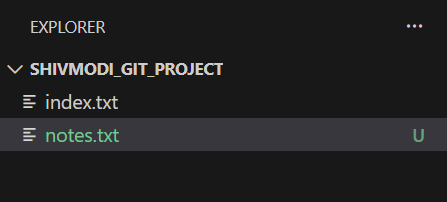 EXPLORER
SHIVMODI_GIT_PROJECT
index.txt
notes.txt U